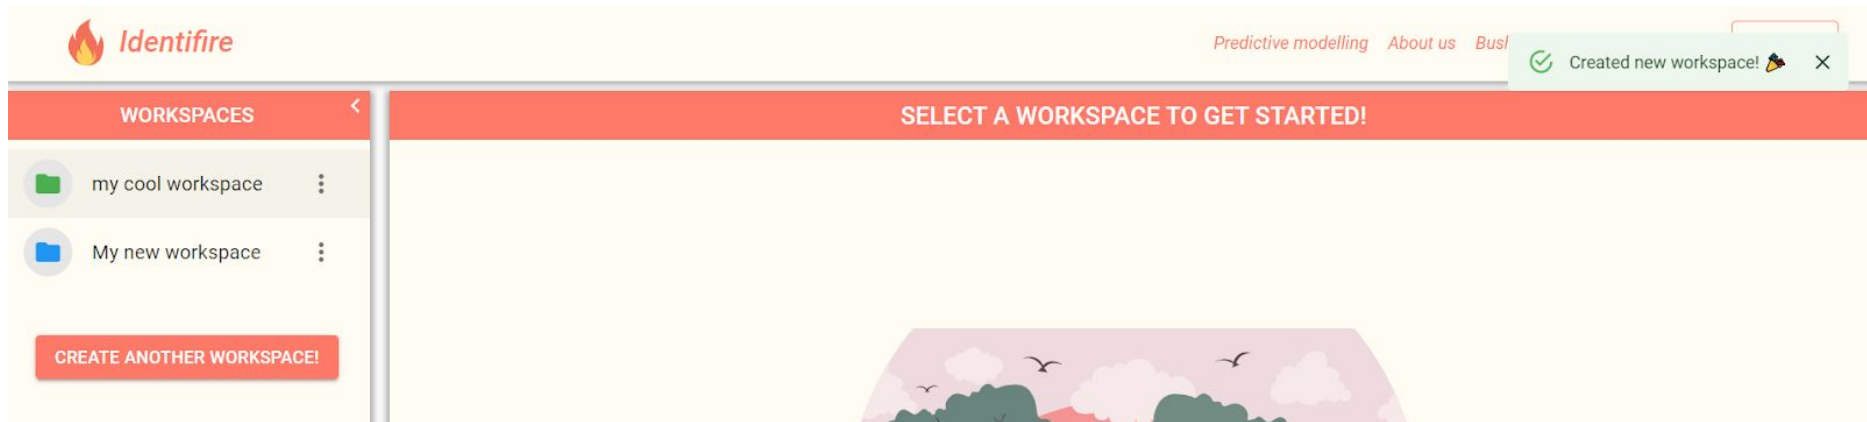 Identifire
Predictive modelling About us
Created new workspace!
WORKSPACES
SELECT A WORKSPACE TO GET STARTED!
my cool workspace
My new workspace
CREATE ANOTHER WORKSPACE!